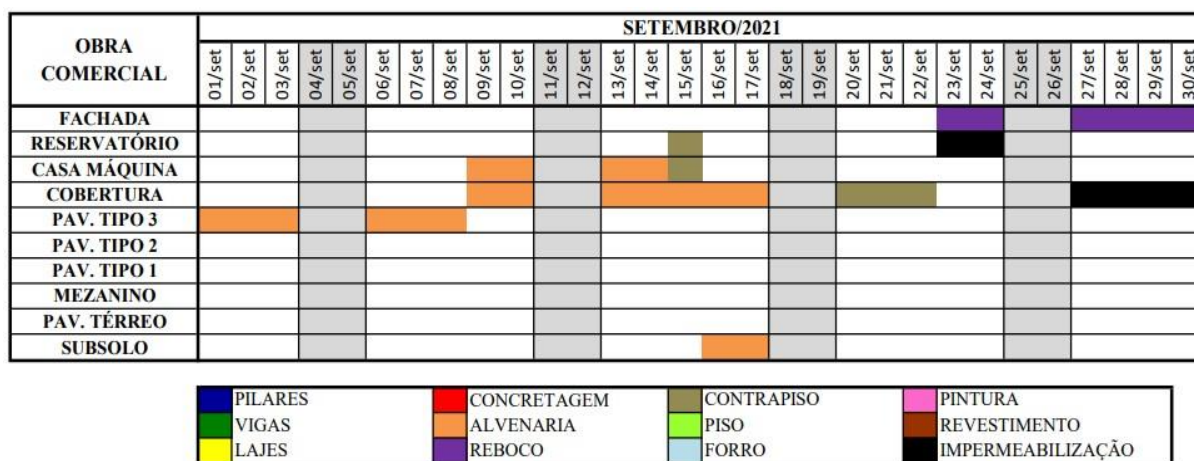 SETEMBRO/2021
OBRA
COMERCIAL
01/set 02/set 03/set 04/set 05/set 06/set 07/set 08/set 09/set 10/set 11/set 12/set 13/set 14/set 15/set 16/set 17/set 18/set 19/set 20/set 21/set 22/set 23/set 24/set 25/set 26/set 27/set 28/set 29/set 30/set
FACHADA
RESERVATÓRIO
CASA MÁQUINA
COBERTURA
PAV. TIPO 3
PAV. TIPO 2
PAV. TIPO 1
MEZANINO
PAV. TÉRREO
SUBSOLO
PILARES CONCRETAGEM CONTRAPISO PINTURA
VIGAS ALVENARIA PISO REVESTIMENTO
LAJES REBOCO FORRO IMPERMEABILIZAÇÃO